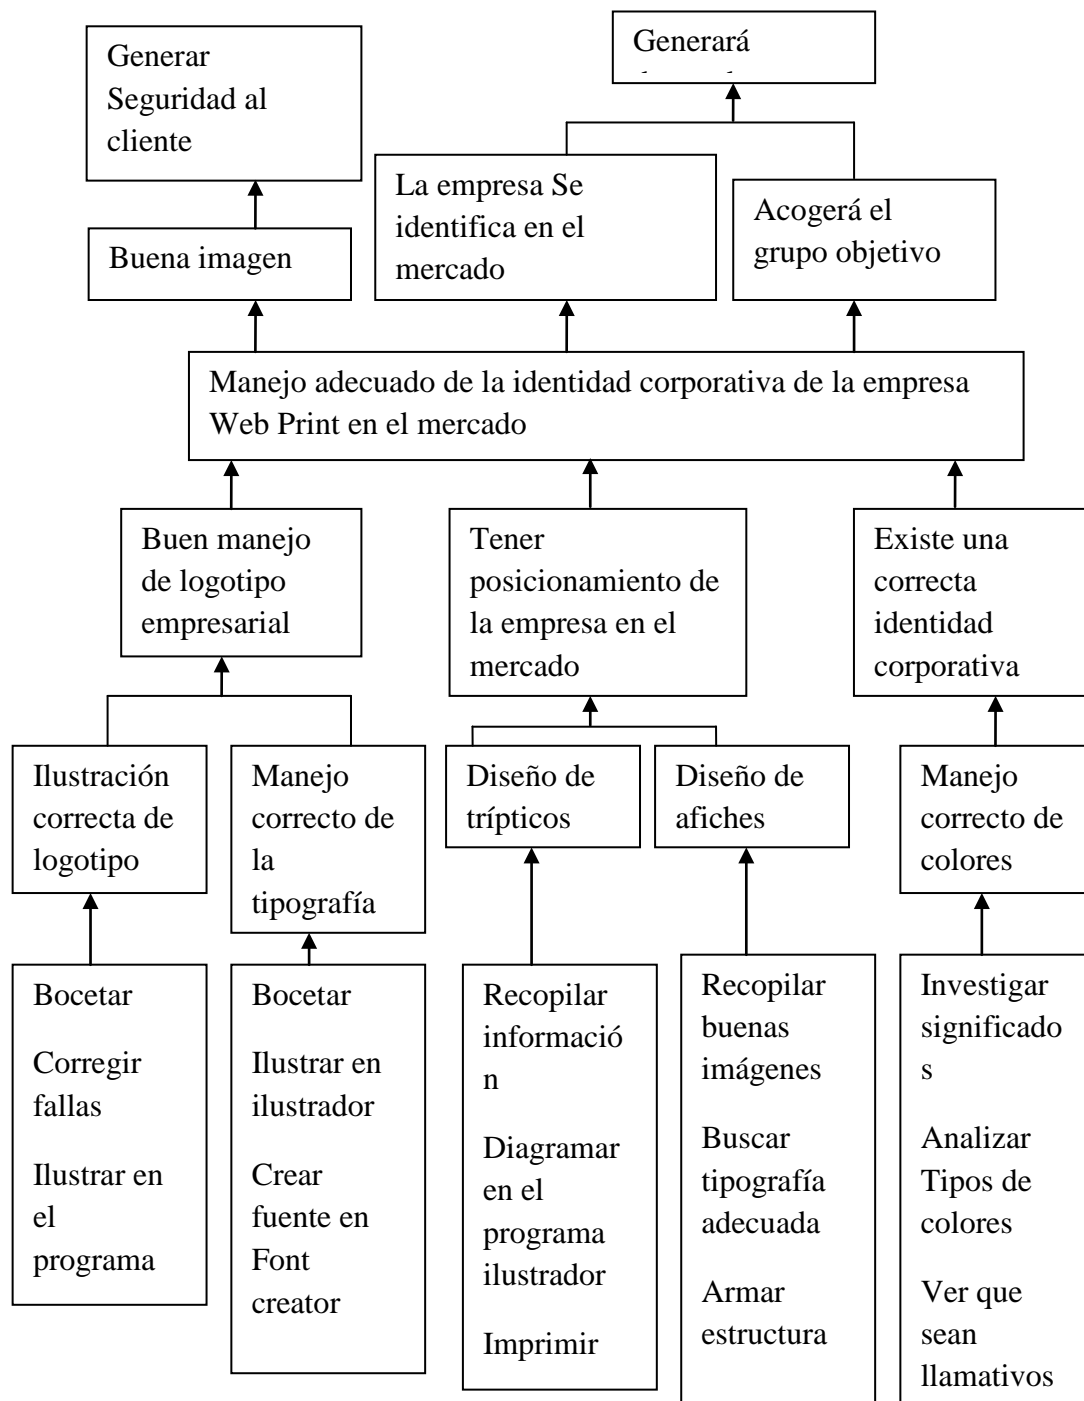 Generar
Seguridad al
cliente
Generará
La empresa Se
identifica en el
mercado
Acogerá el
grupo objetivo
Buena imagen
Manejo adecuado de la identidad corporativa de la empresa
Web Print en el mercado
Buen manejo
de logotipo
empresarial
Tener
posicionamiento de
la empresa en el
mercado
Existe una
correcta
identidad
corporativa
Ilustración
correcta de
logotipo
Manejo
correcto de
la
tipografía
Diseño de
trípticos
Diseño de
afiches
Manejo
correcto de
colores
Bocetar
Corregir
fallas
Ilustrar en
el
programa
Bocetar
Ilustrar en
ilustrador
Crear
fuente en
Font
creator
Recopilar
informació
n
Diagramar
en el
programa
ilustrador
Imprimir
Recopilar
buenas
imágenes
Buscar
tipografía
adecuada
Armar
estructura
Investigar
significado
s
Analizar
Tipos de
colores
Ver que
sean
llamativos